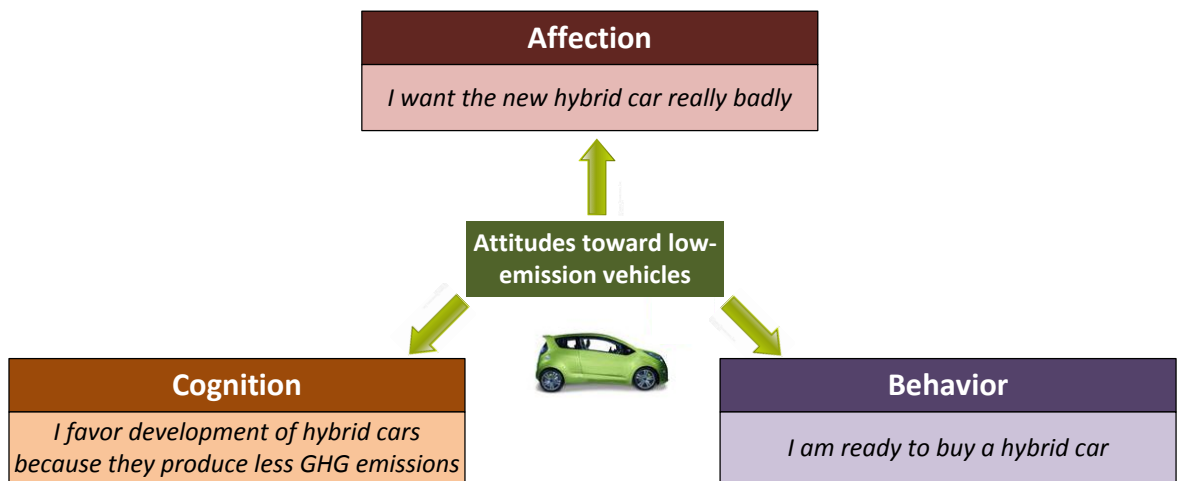 Affection
I want the new hybrid car really badly
Attitudes toward low-
emission vehicles
Cognition
I favor development of hybrid cars
because they produce less GHG emissions
Behavior
I am ready to buy a hybrid car